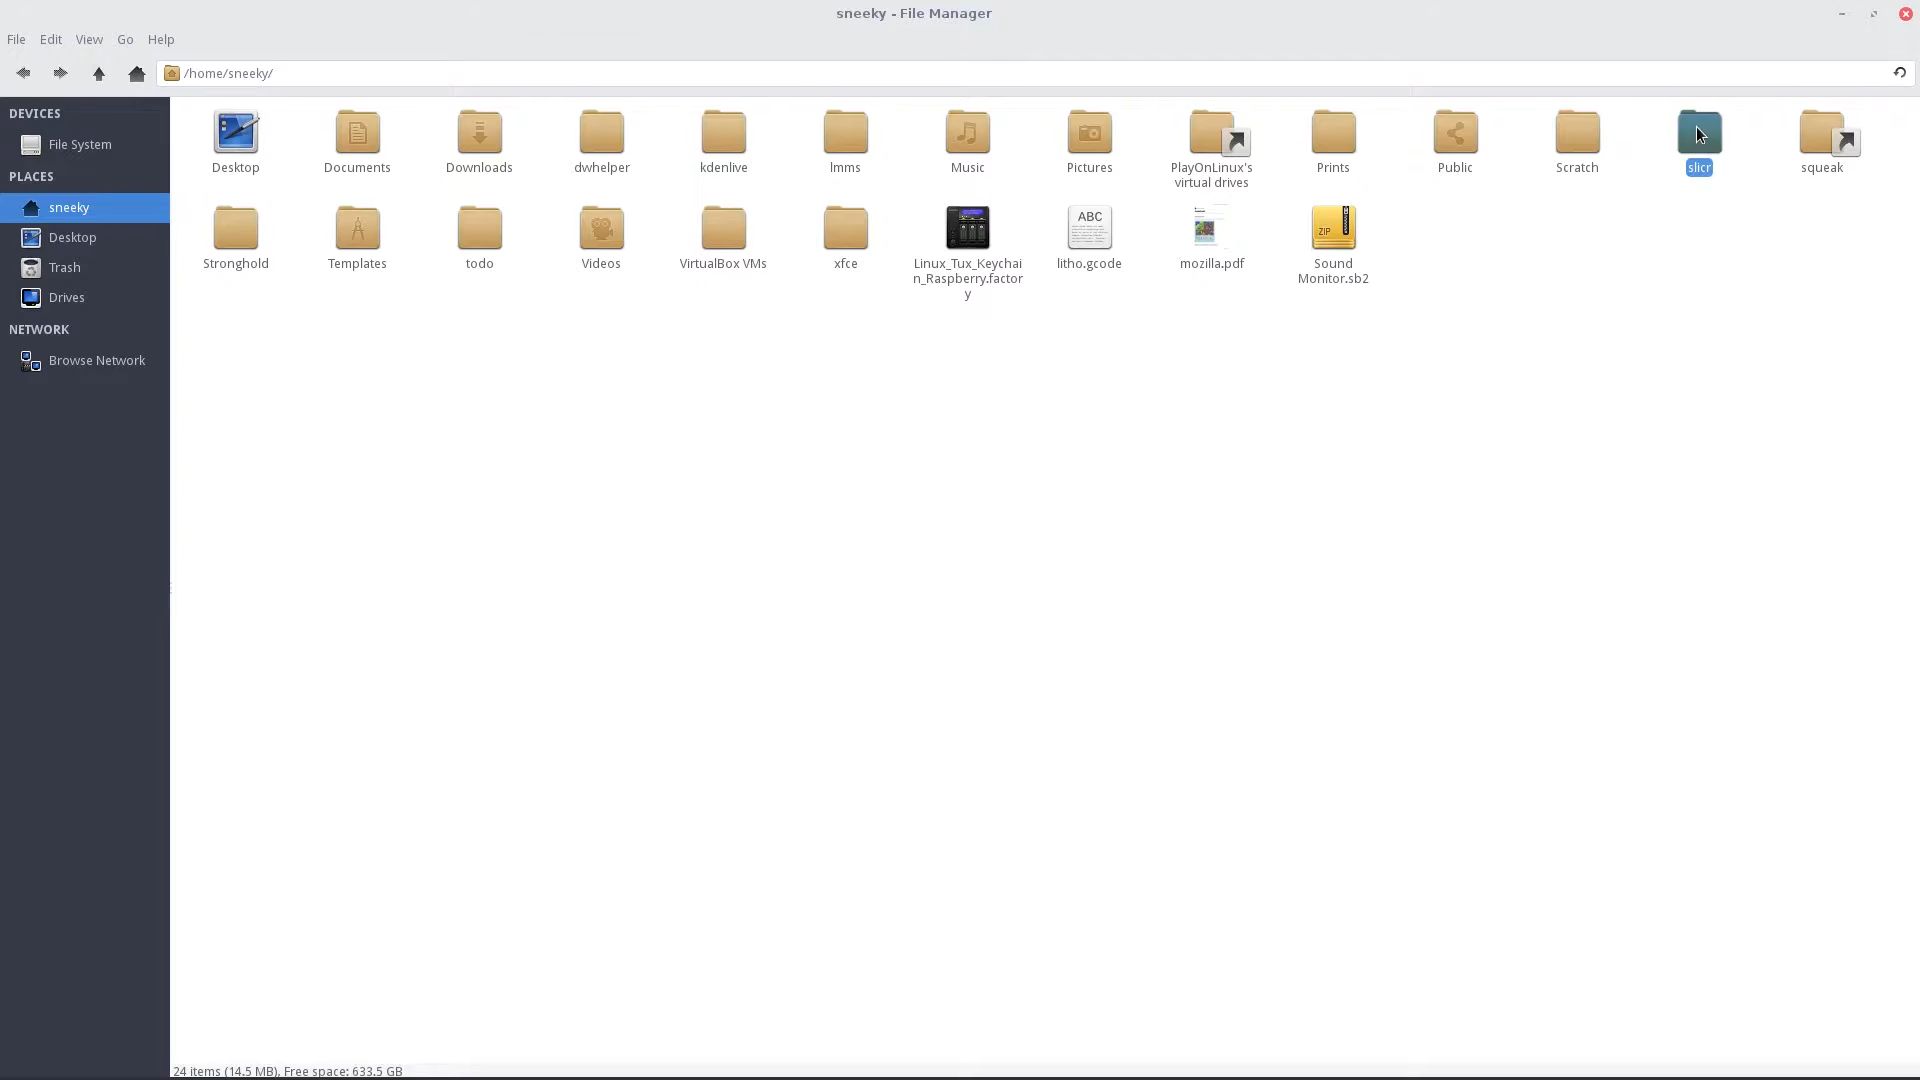 sneeky - File Manager
File Edit View Go Help
/home/sneeky/
DEVICES
File System
PLACES
sneeky
Desktop
Trash
Drives
NETWORK
Browse Network
Desktop Documents Downloads dwhelper kdenlive lmms Music Pictures PlayOnLinux's Prints Public Scratch slicr squeak
virtual drives
ABC
ZIP
Stronghold Templates todo Videos VirtualBox VMs xfce Linux_Tux_Keychai litho.gcode mozilla.pdf Sound
n_Raspberry.factor Monitor.sb2
y
24 items (14.5 MB), Free space: 633.5 GB